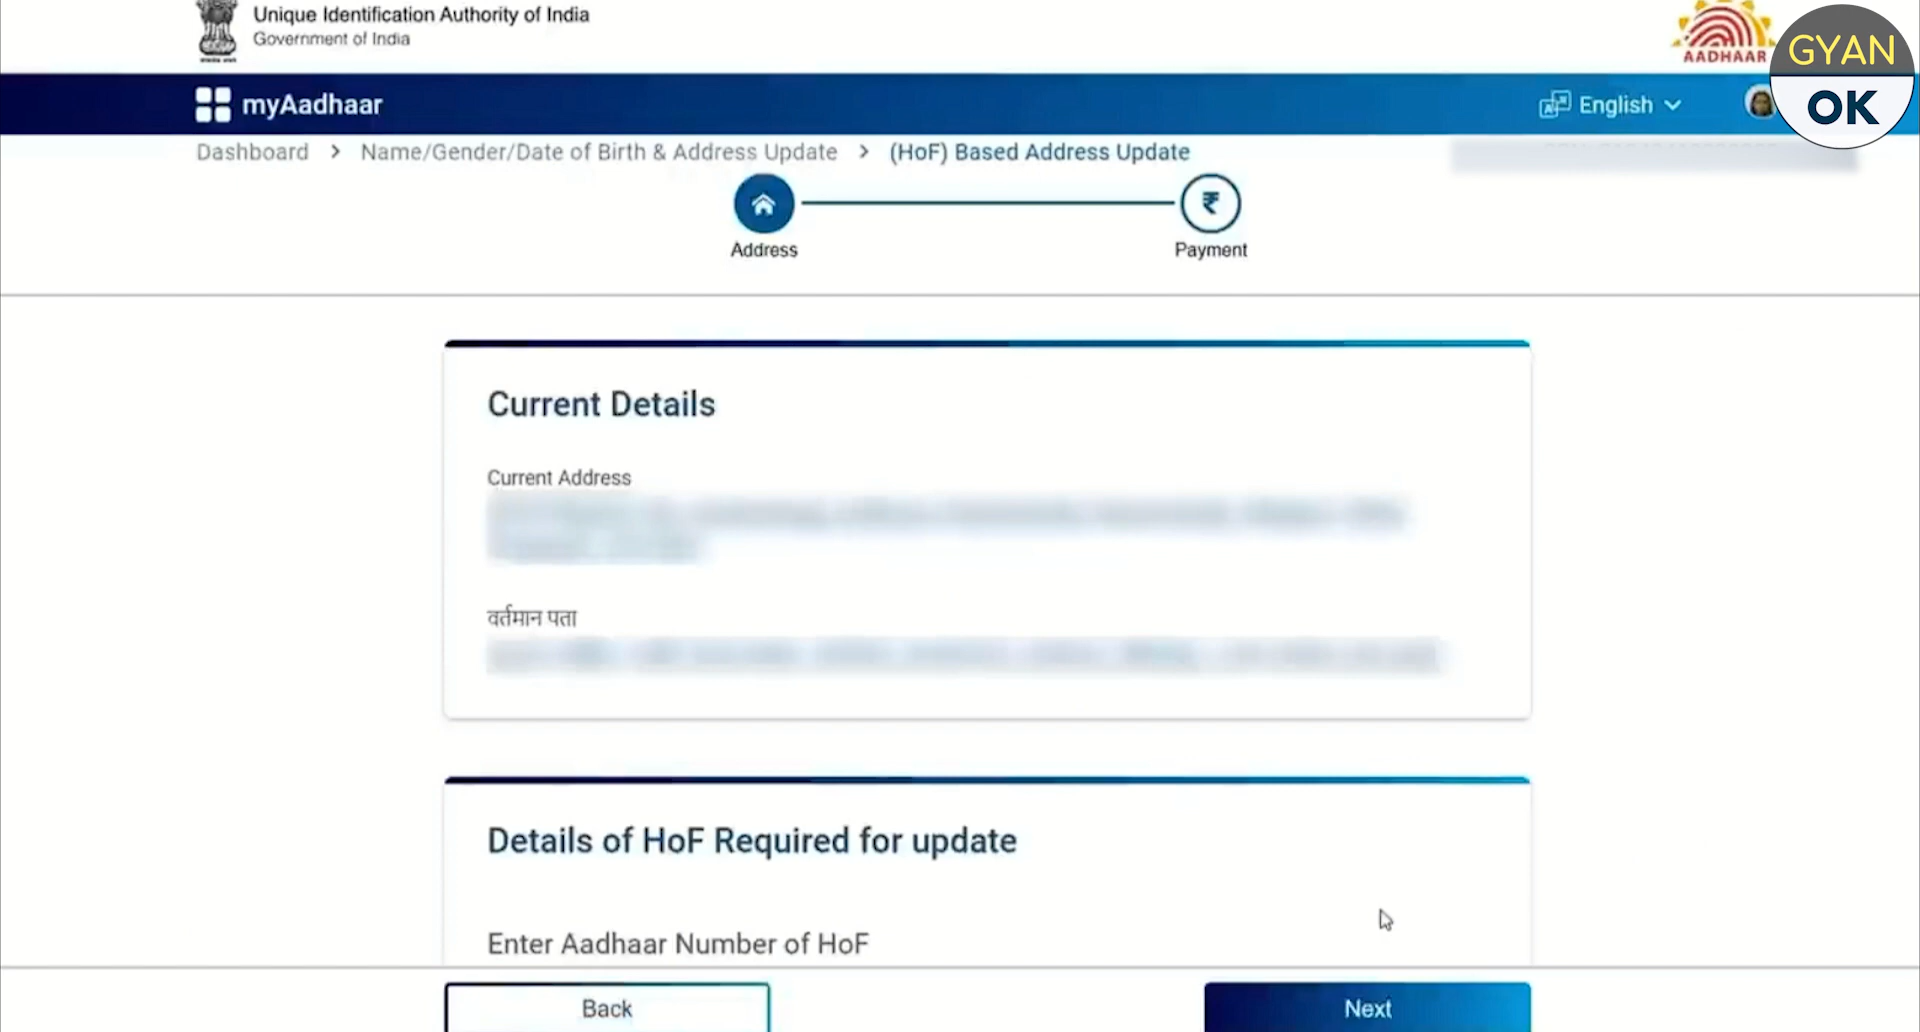 Unique Identification Authority of India
Government of India
AADHAAR
GYAN
OK
myAadhaar
English
Dashboard > Name/Gender/Date of Birth & Address Update > (HoF) Based Address Update
₹
Address
Payment
Current Details
Current Address
वर्तमान पता
Details of HoF Required for update
Enter Aadhaar Number of HoF
Back
Next